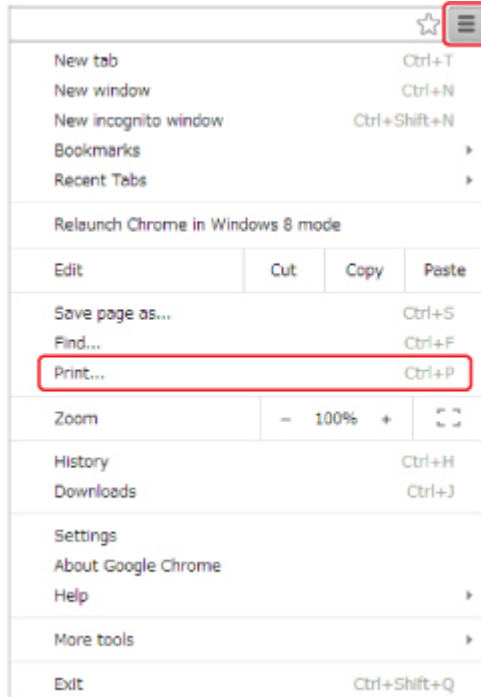 New tab Ctrl+T
New window Ctrl+N
New incognito window Ctrl+Shift+N
Bookmarks
Recent Tabs
Relaunch Chrome in Windows 8 mode
Edit Cut Copy Paste
Save page as... Ctrl+S
Find... Ctrl+F
Print... Ctrl+P
Zoom − 100% +
History Ctrl+H
Downloads Ctrl+J
Settings
About Google Chrome
Help
More tools
Exit Ctrl+Shift+Q